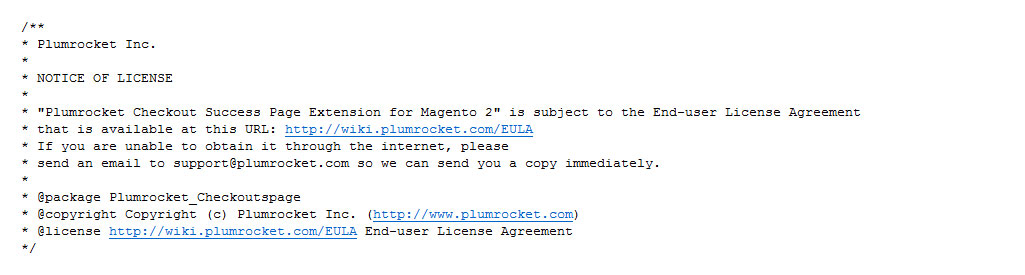 /**
* Plumrocket Inc.
*
* NOTICE OF LICENSE
*
* "Plumrocket Checkout Success Page Extension for Magento 2" is subject to the End-user License Agreement
* that is available at this URL: http://wiki.plumrocket.com/EULA
* If you are unable to obtain it through the internet, please
* send an email to support@plumrocket.com so we can send you a copy immediately.
*
* @package Plumrocket_Checkoutspage
* @copyright Copyright (c) Plumrocket Inc. (http://www.plumrocket.com)
* @license http://wiki.plumrocket.com/EULA End-user License Agreement
*/